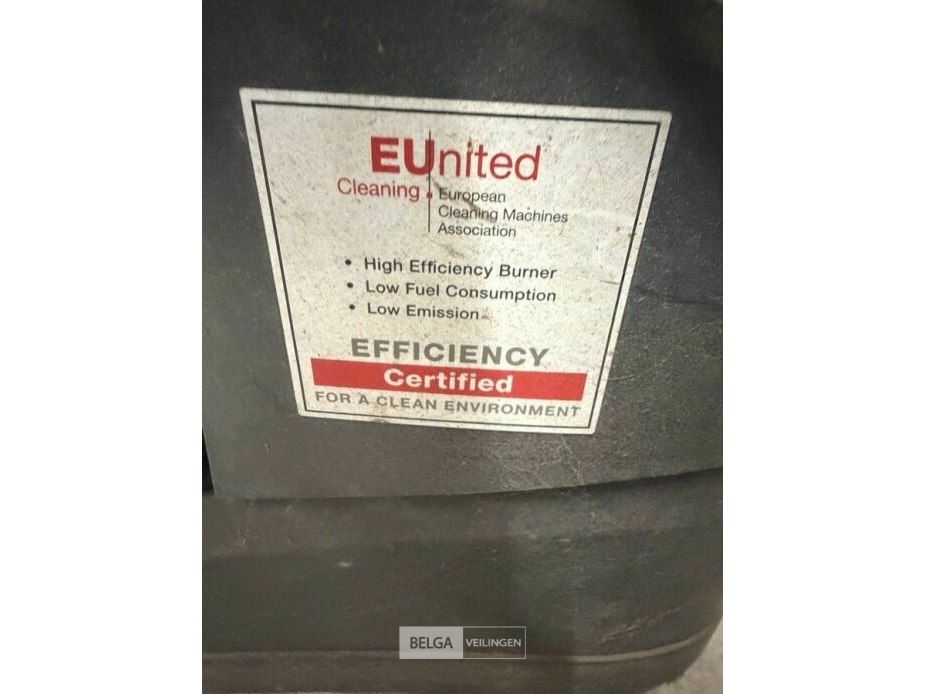 EUnited
Cleaning
European
Cleaning Machines
Association
• High Efficiency Burner
• Low Fuel Consumption
• Low Emission
EFFICIENCY
Certified
FOR A CLEAN ENVIRONMENT
BELGA VEILINGEN